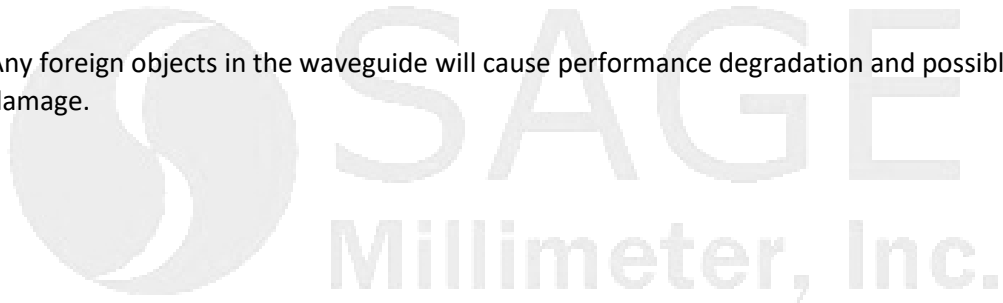 Any foreign objects in the waveguide will cause performance degradation and possibl
damage.
SAGE
Millimeter, Inc.